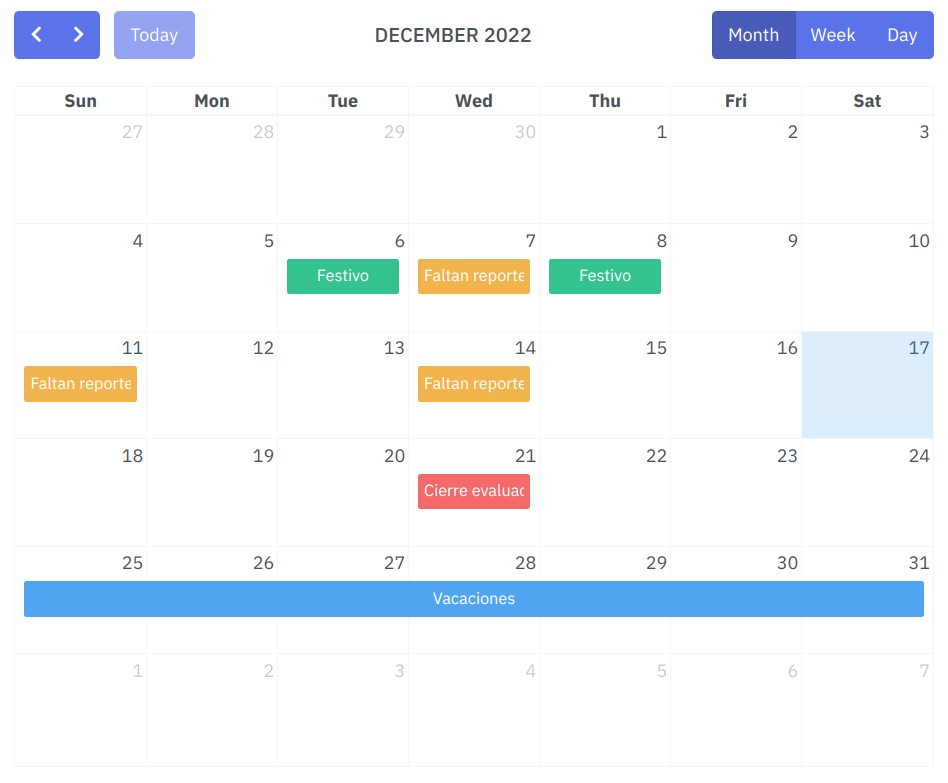 Today
DECEMBER 2022
Month Week Day
Sun Mon Tue Wed Thu Fri Sat
27 28 29 30 1 2 3
4 5 6 7 8 9 10
Festivo Faltan reporte Festivo
11 12 13 14 15 16 17
Faltan reporte Faltan reporte
18 19 20 21 22 23 24
Cierre evaluac
25 26 27 28 29 30 31
Vacaciones
1 2 3 4 5 6 7